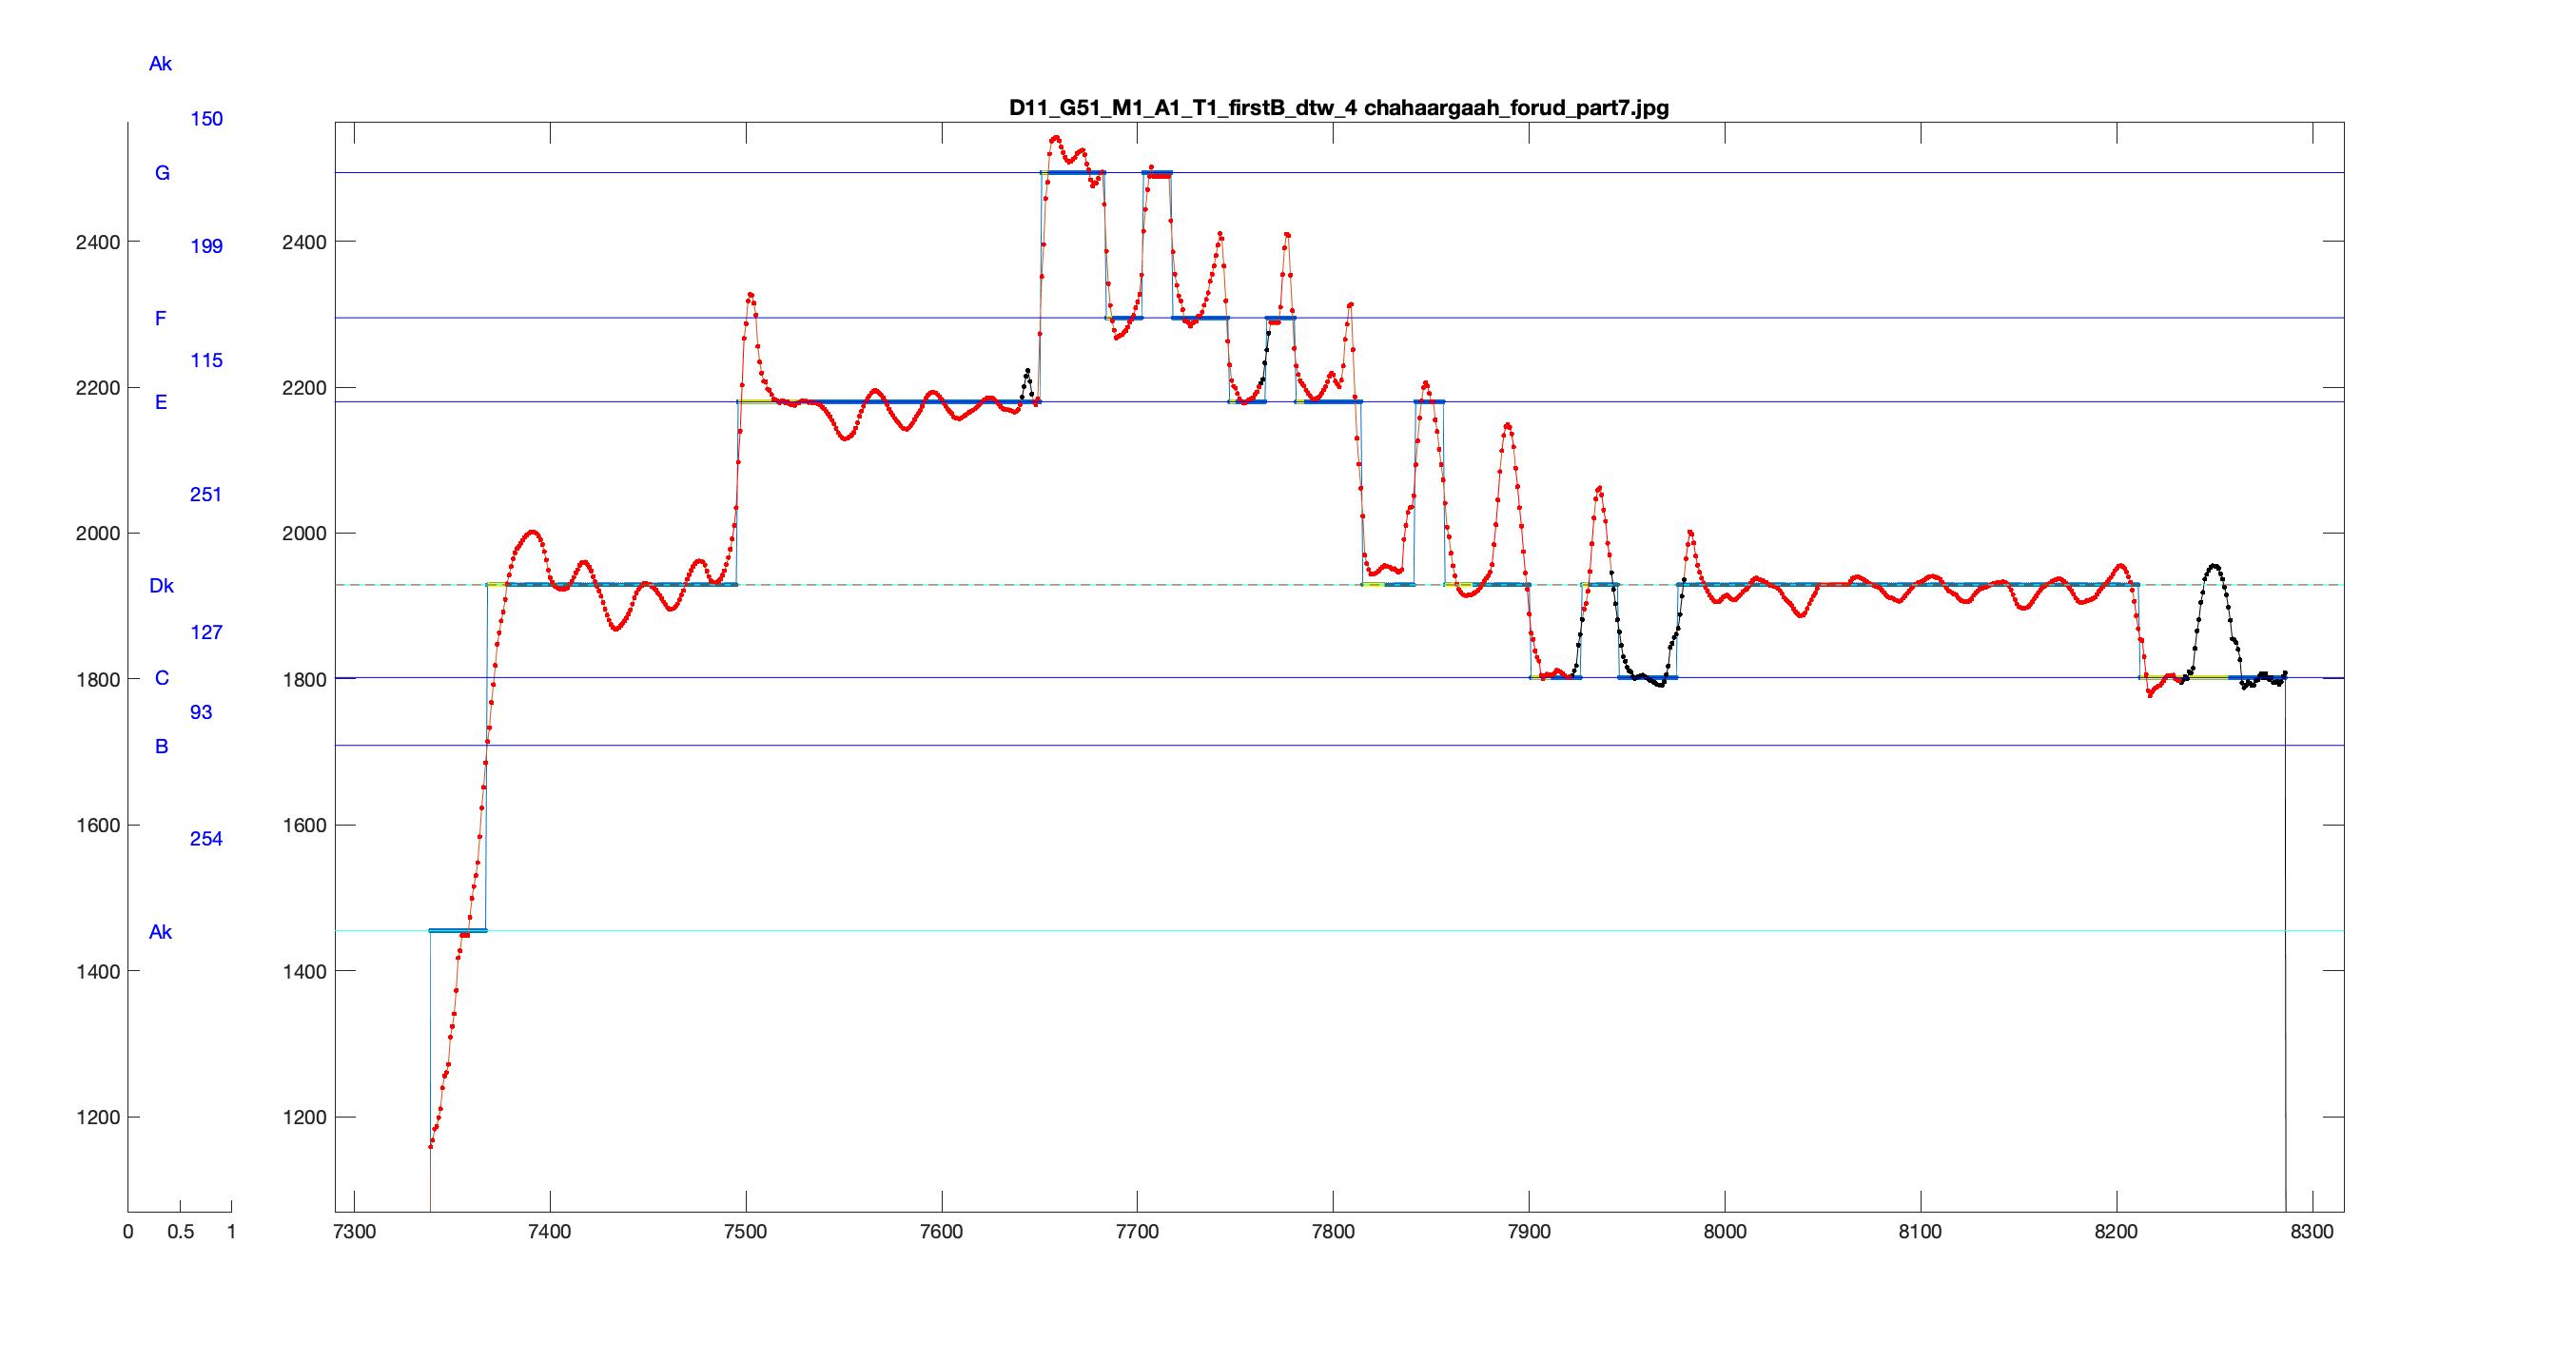 Ak
150
D11_G51_M1_A1_T1_firstB_dtw_4 chahaargaah_forud_part7.jpg
G
2400 199 2400
F
115
2200 E 2200
251
2000 2000
Dk
127
1800 C 1800
93
B
1600 254 1600
Ak
1400 1400
1200 1200
0 0.5 1 7300 7400 7500 7600 7700 7800 7900 8000 8100 8200 8300